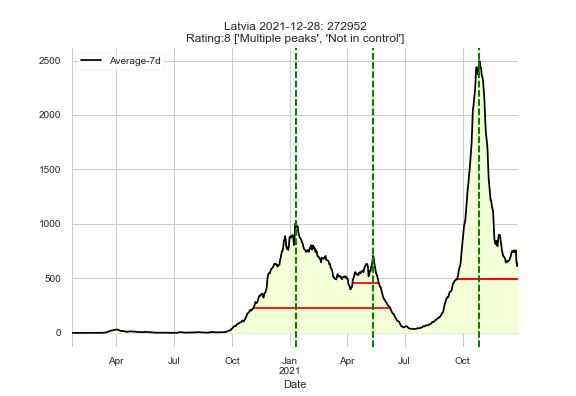 Latvia 2021-12-28: 272952
Rating:8 ['Multiple peaks', 'Not in control']
Average-7d
2500
2000
1500
1000
500
0
Apr Jul Oct Jan Apr Jul Oct
2021
Date